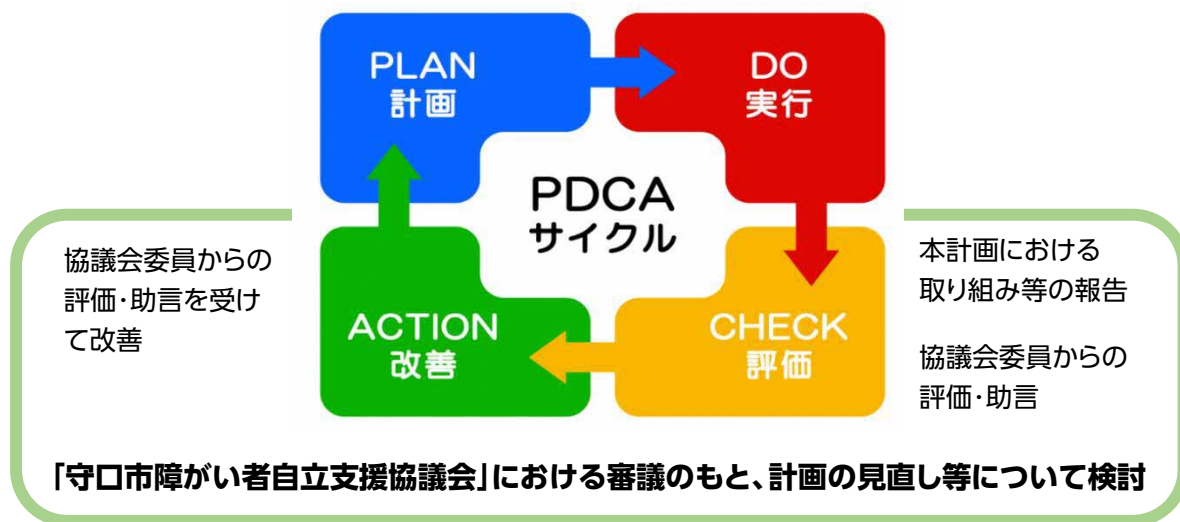 PLAN
計画
DO
実行
PDCA
サイクル
協議会委員からの
評価・助言を受け
て改善
ACTION
改善
CHECK
評価
本計画における
取り組み等の報告
協議会委員からの
評価・助言
「守口市障がい者自立支援協議会」における審議のもと、計画の見直し等について検討